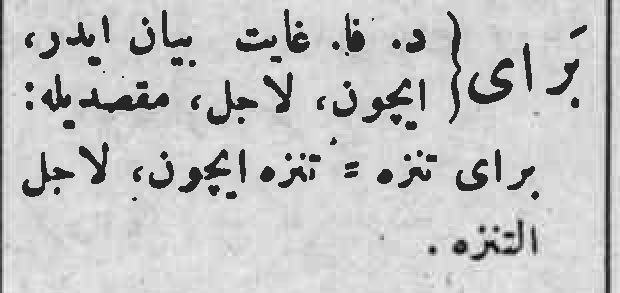 بَرای } د. فا. غایت بیان ایدر،
ایچون، لاجل، مقصدیله:
برای تنزه = تنزه ایچون، لاجل
التنزه.